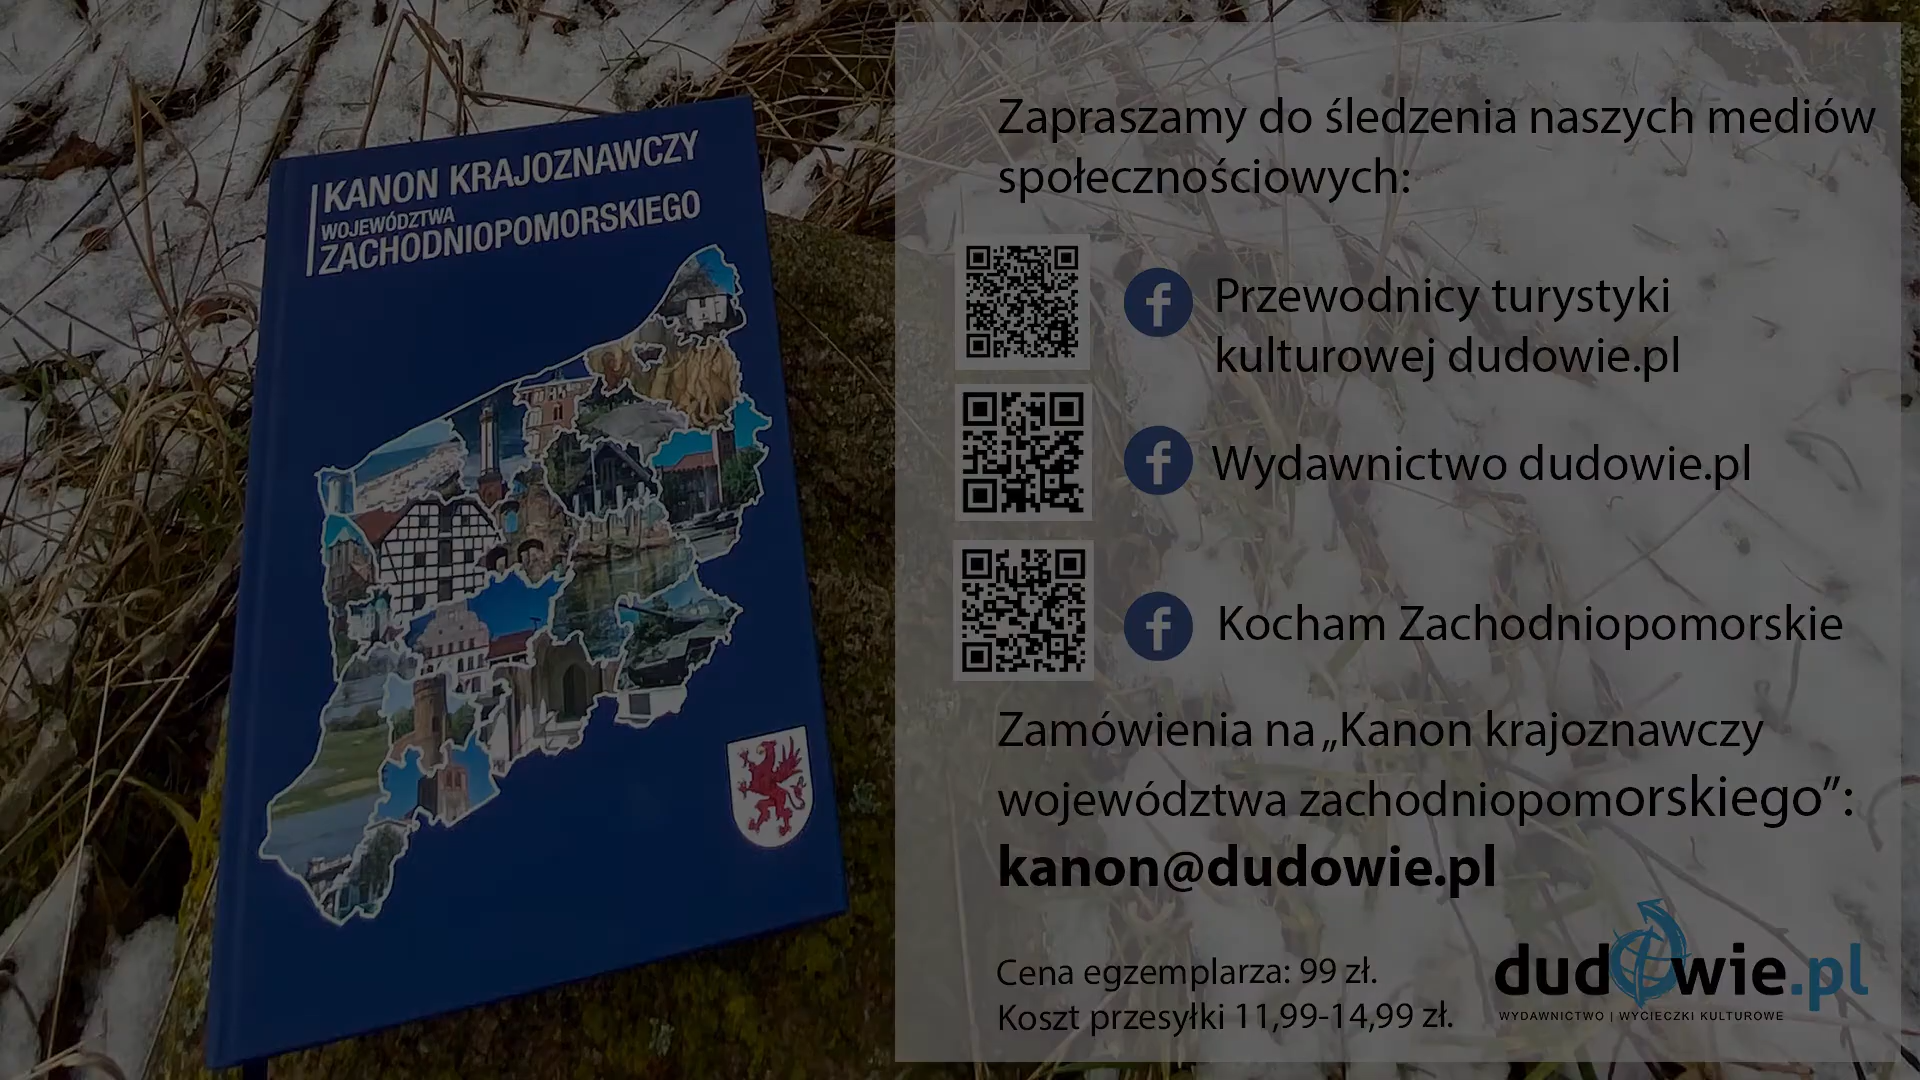 KANON KRAJOZNAWCZY
WOJEWÓDZTWA
ZACHODNIOPOMORSKIEGO
Zapraszamy do śledzenia naszych mediów
społecznościowych:
Przewodnicy turystyki
kulturowej dudowie.pl
Wydawnictwo dudowie.pl
Kocham Zachodniopomorskie
Zamówienia na „Kanon krajoznawczy
województwa zachodniopomorskiego”:
kanon@dudowie.pl
Cena egzemplarza: 99 zł.
Koszt przesyłki 11,99-14,99 zł.
dudowie.pl
WYDAWNICTWO | WYCIECZKI KULTUROWE